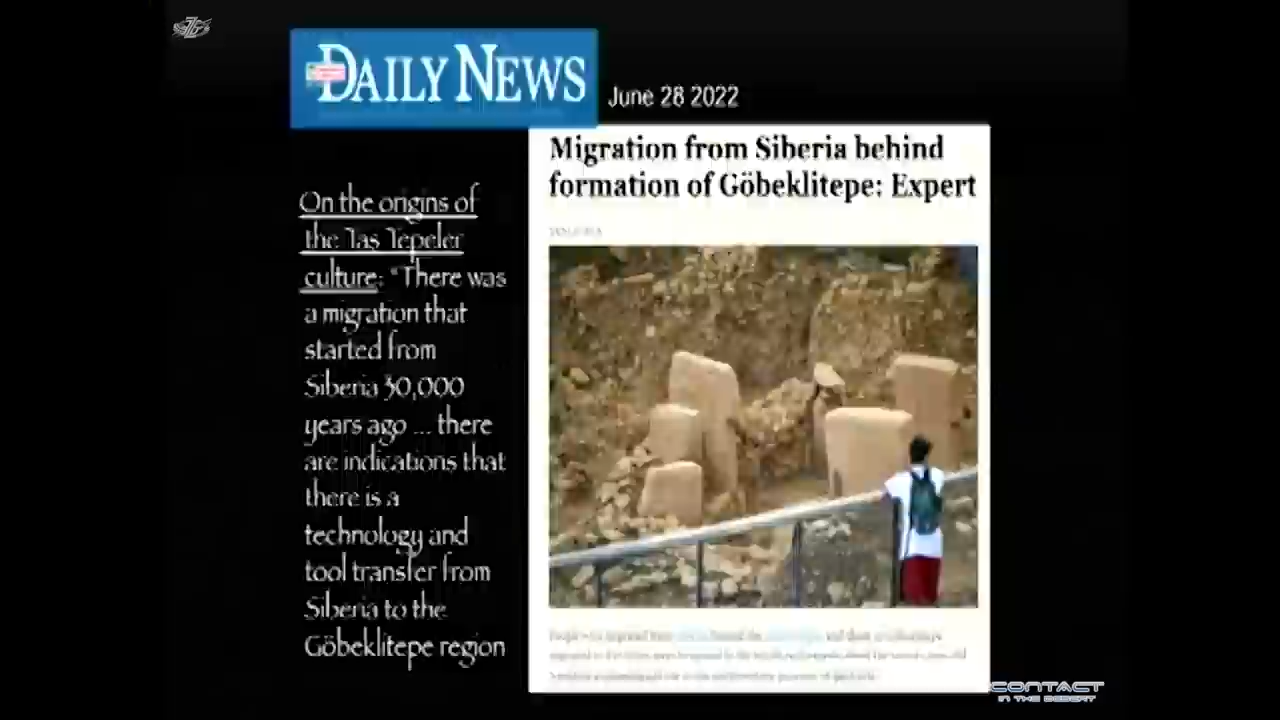 DAILY NEWS
June 28 2022
Migration from Siberia behind
formation of Göbeklitepe: Expert
On the origins of
the Taş Tepeler
culture: "There was
a migration that
started from
Siberia 30,000
years ago ... there
are indications that
there is a
technology and
tool transfer from
Siberia to the
Göbeklitepe region
CONTACT
IN THE DESERT